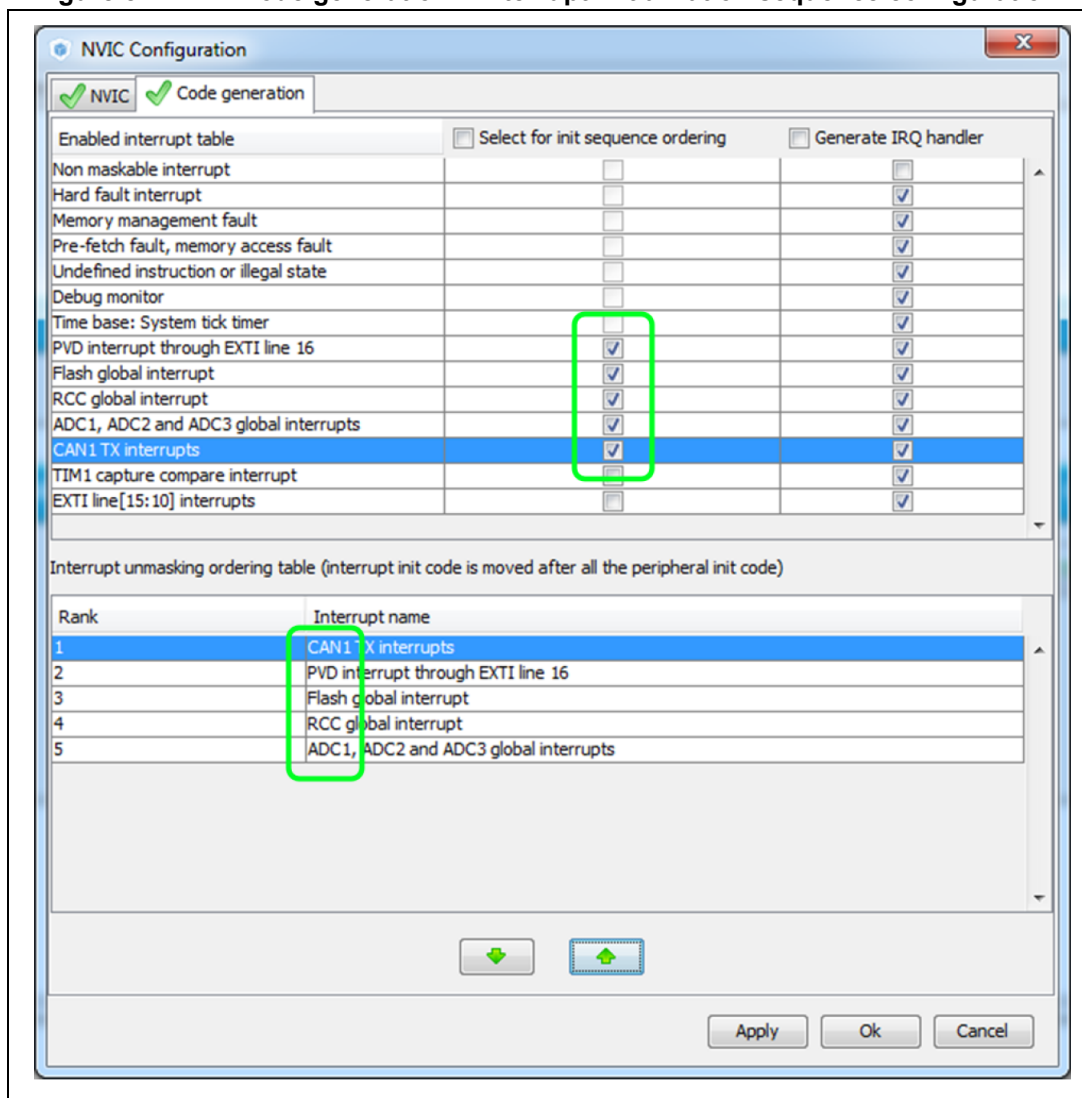 NVIC Configuration
NVIC Code generation
Enabled interrupt table Select for init sequence ordering Generate IRQ handler
Non maskable interrupt
Hard fault interrupt
Memory management fault
Pre-fetch fault, memory access fault
Undefined instruction or illegal state
Debug monitor
Time base: System tick timer
PVD interrupt through EXTI line 16
Flash global interrupt
RCC global interrupt
ADC1, ADC2 and ADC3 global interrupts
CAN1 TX interrupts
TIM1 capture compare interrupt
EXTI line[15:10] interrupts
Interrupt unmasking ordering table (interrupt init code is moved after all the peripheral init code)
Rank Interrupt name
1 CAN1 TX interrupts
2 PVD interrupt through EXTI line 16
3 Flash global interrupt
4 RCC global interrupt
5 ADC1, ADC2 and ADC3 global interrupts
Apply Ok Cancel